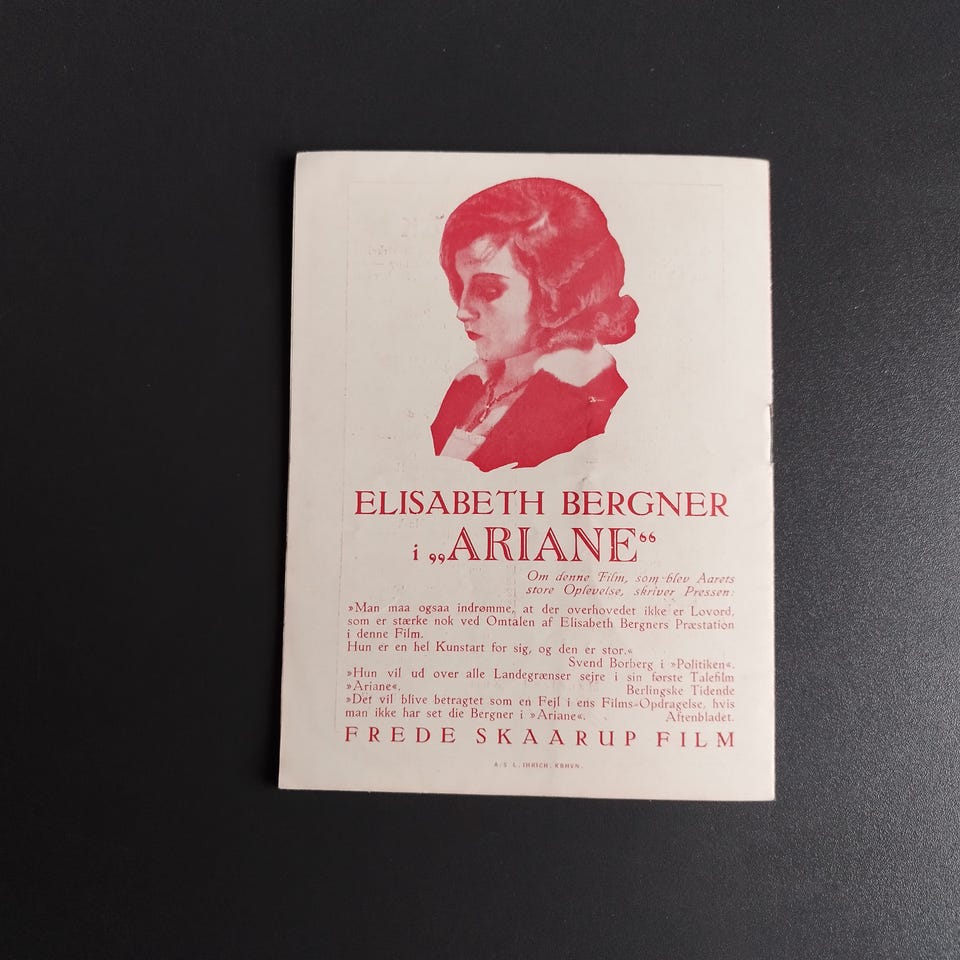 ELISABETH BERGNER
i „ARIANE“
Om denne Film, som blev Aarets
store Oplevelse, skriver Pressen:
»Man maa ogsaa indrømme, at der overhovedet ikke er Lovord,
som er stærke nok ved Omtalen af Elisabeth Bergners Præstation
i denne Film.
Hun er en hel Kunstart for sig, og den er stor.«
Svend Borberg i »Politiken«.
»Hun vil ud over alle Landegrænser sejre i sin første Talefilm
»Ariane«. Berlingske Tidende
»Det vil blive betragtet som en Fejl i ens Films-Opdragelse, hvis
man ikke har set die Bergner i »Ariane«. Aftenbladet.
FREDE SKAARUP FILM
A/S L. IHRICH. KBHVN.